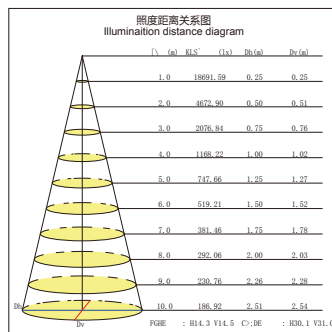 照度距离关系图
Illuminaition distance diagram
(m) KLS` (lx) Dh(m) Dv(m)
1.0 18691.59 0.25 0.25
2.0 4672.90 0.50 0.51
3.0 2076.84 0.75 0.76
4.0 1168.22 1.00 1.02
5.0 747.66 1.25 1.27
6.0 519.21 1.50 1.52
7.0 381.46 1.75 1.78
8.0 292.06 2.00 2.03
9.0 230.76 2.26 2.28
Dh 10.0 186.92 2.51 2.54
Dv
FGHE : H14.3 V14.5 C>:DE : H30.1 V31.0